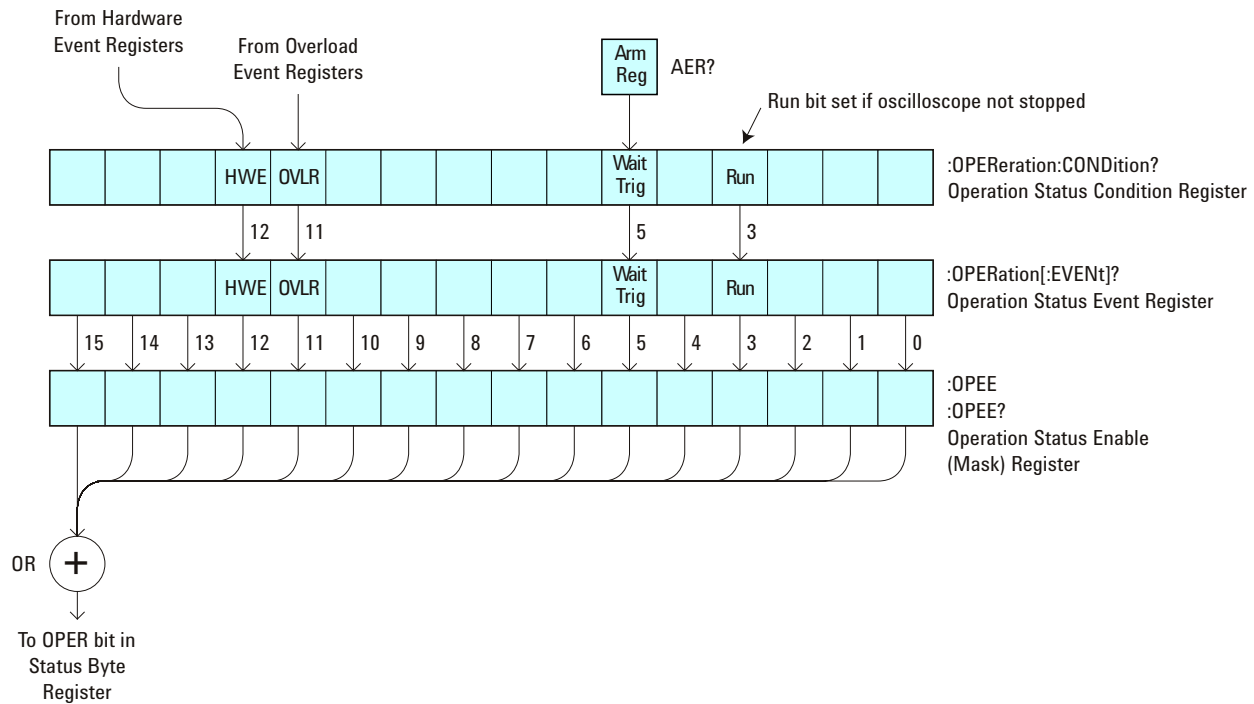 From Hardware
Event Registers
From Overload
Event Registers
Arm
Reg
AER?
Run bit set if oscilloscope not stopped
HWE
OVLR
Wait
Trig
Run
:OPEReration:CONDition?
Operation Status Condition Register
12
11
5
3
HWE
OVLR
Wait
Trig
Run
:OPERation[:EVENt]?
Operation Status Event Register
15
14
13
12
11
10
9
8
7
6
5
4
3
2
1
0
:OPEE
:OPEE?
Operation Status Enable
(Mask) Register
OR
+
To OPER bit in
Status Byte
Register